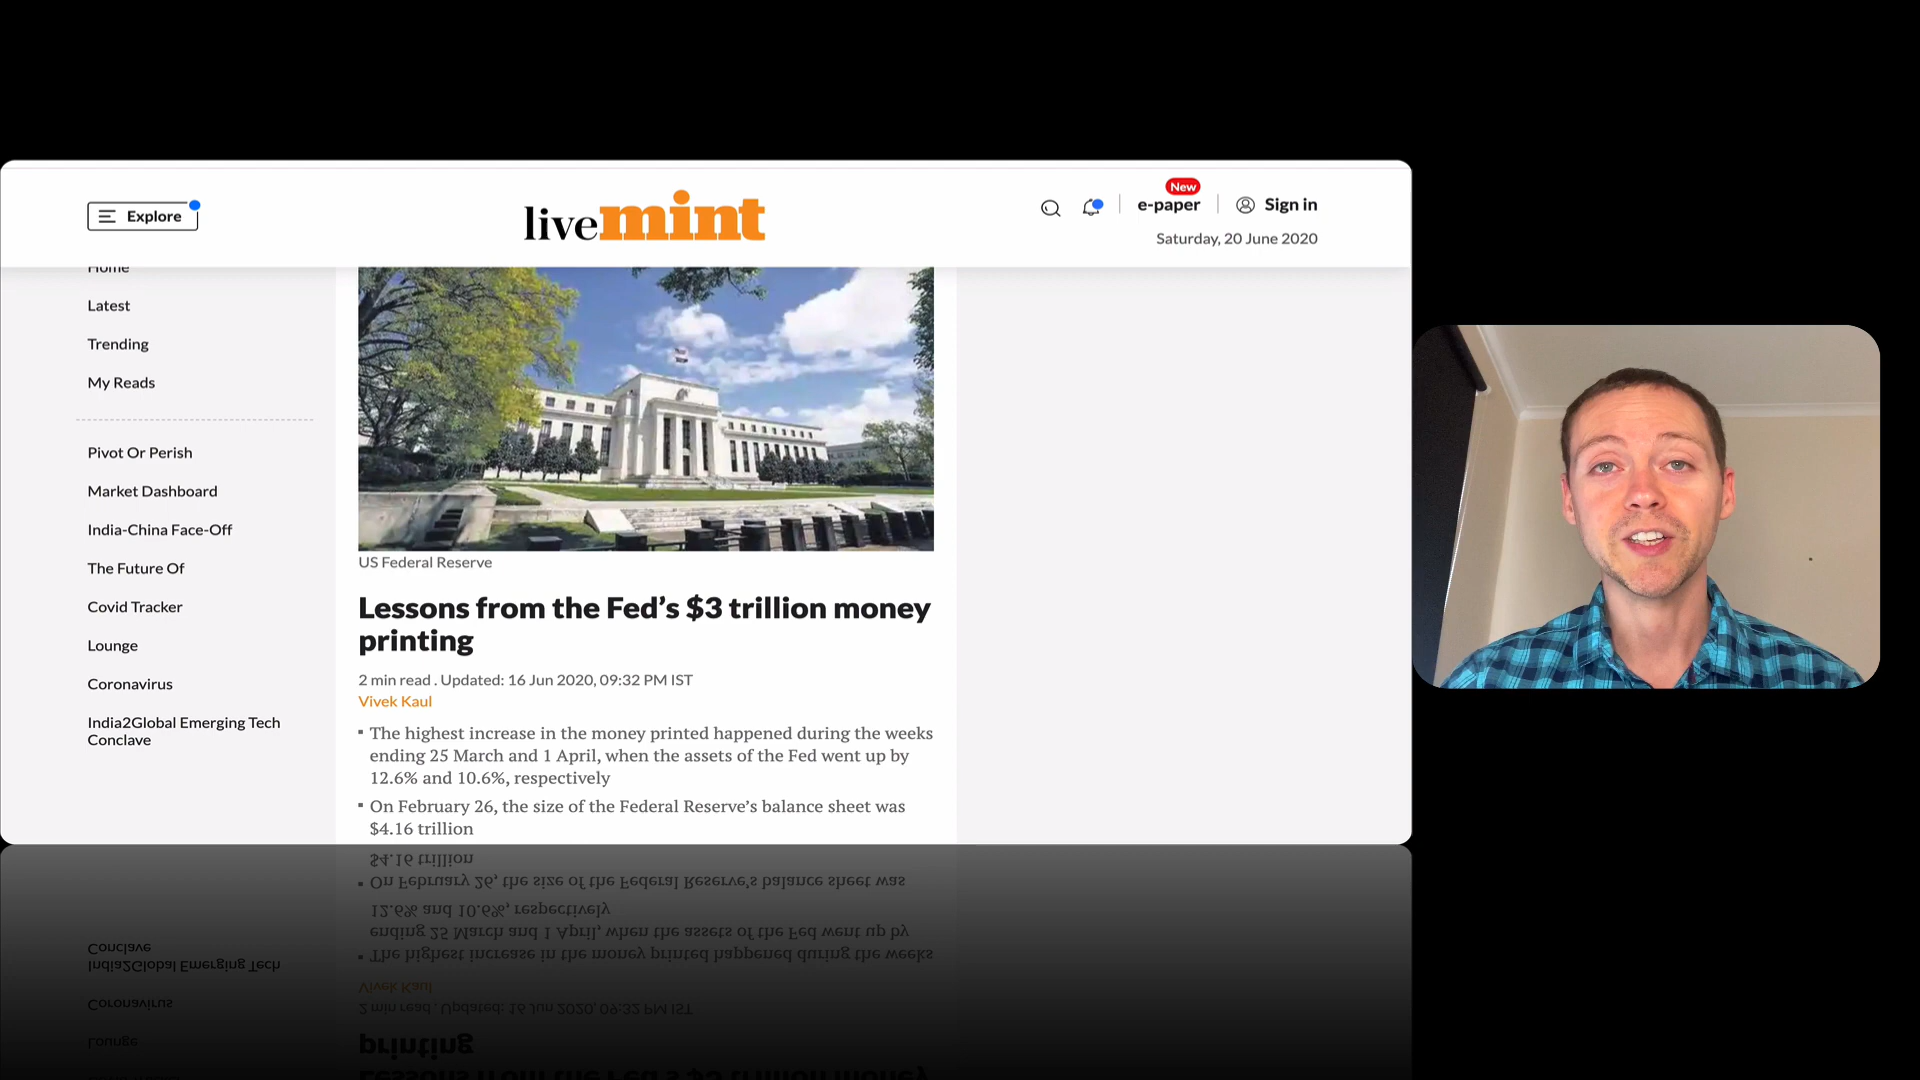 Explore
livemint
New
e-paper
Sign in
Saturday, 20 June 2020
Home
Latest
Trending
My Reads
Pivot Or Perish
Market Dashboard
India-China Face-Off
The Future Of
Covid Tracker
Lounge
Coronavirus
India2Global Emerging Tech
Conclave
US Federal Reserve
Lessons from the Fed’s $3 trillion money
printing
2 min read . Updated: 16 Jun 2020, 09:32 PM IST
Vivek Kaul
▪ The highest increase in the money printed happened during the weeks
ending 25 March and 1 April, when the assets of the Fed went up by
12.6% and 10.6%, respectively
▪ On February 26, the size of the Federal Reserve’s balance sheet was
$4.16 trillion